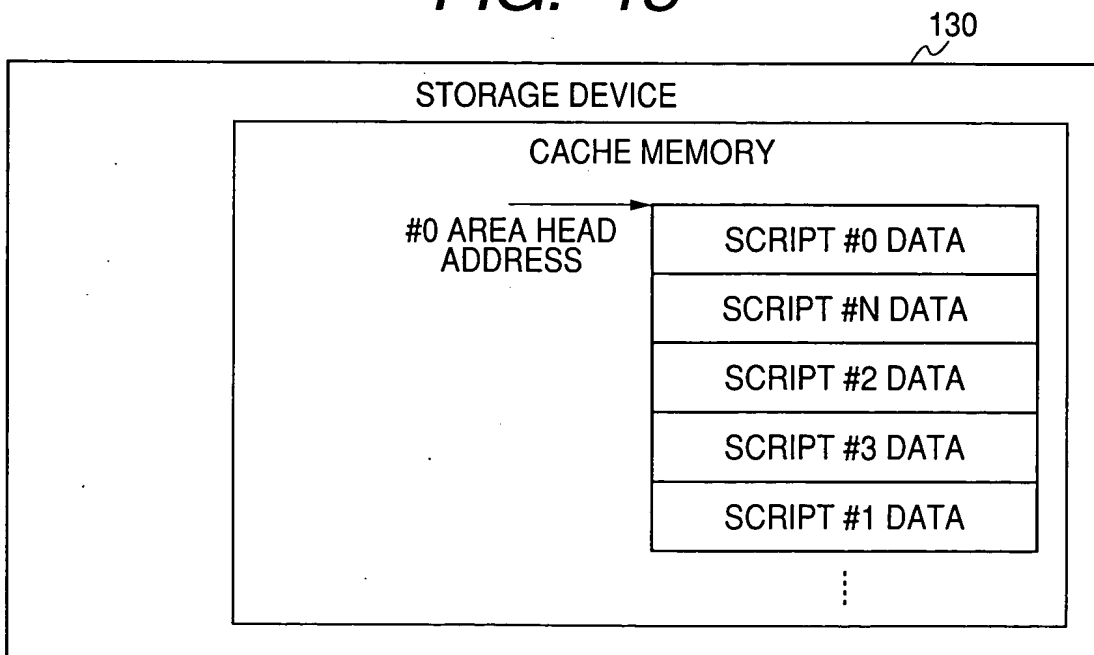 130
STORAGE DEVICE
CACHE MEMORY
#0 AREA HEAD
ADDRESS
SCRIPT #0 DATA
SCRIPT #N DATA
SCRIPT #2 DATA
SCRIPT #3 DATA
SCRIPT #1 DATA